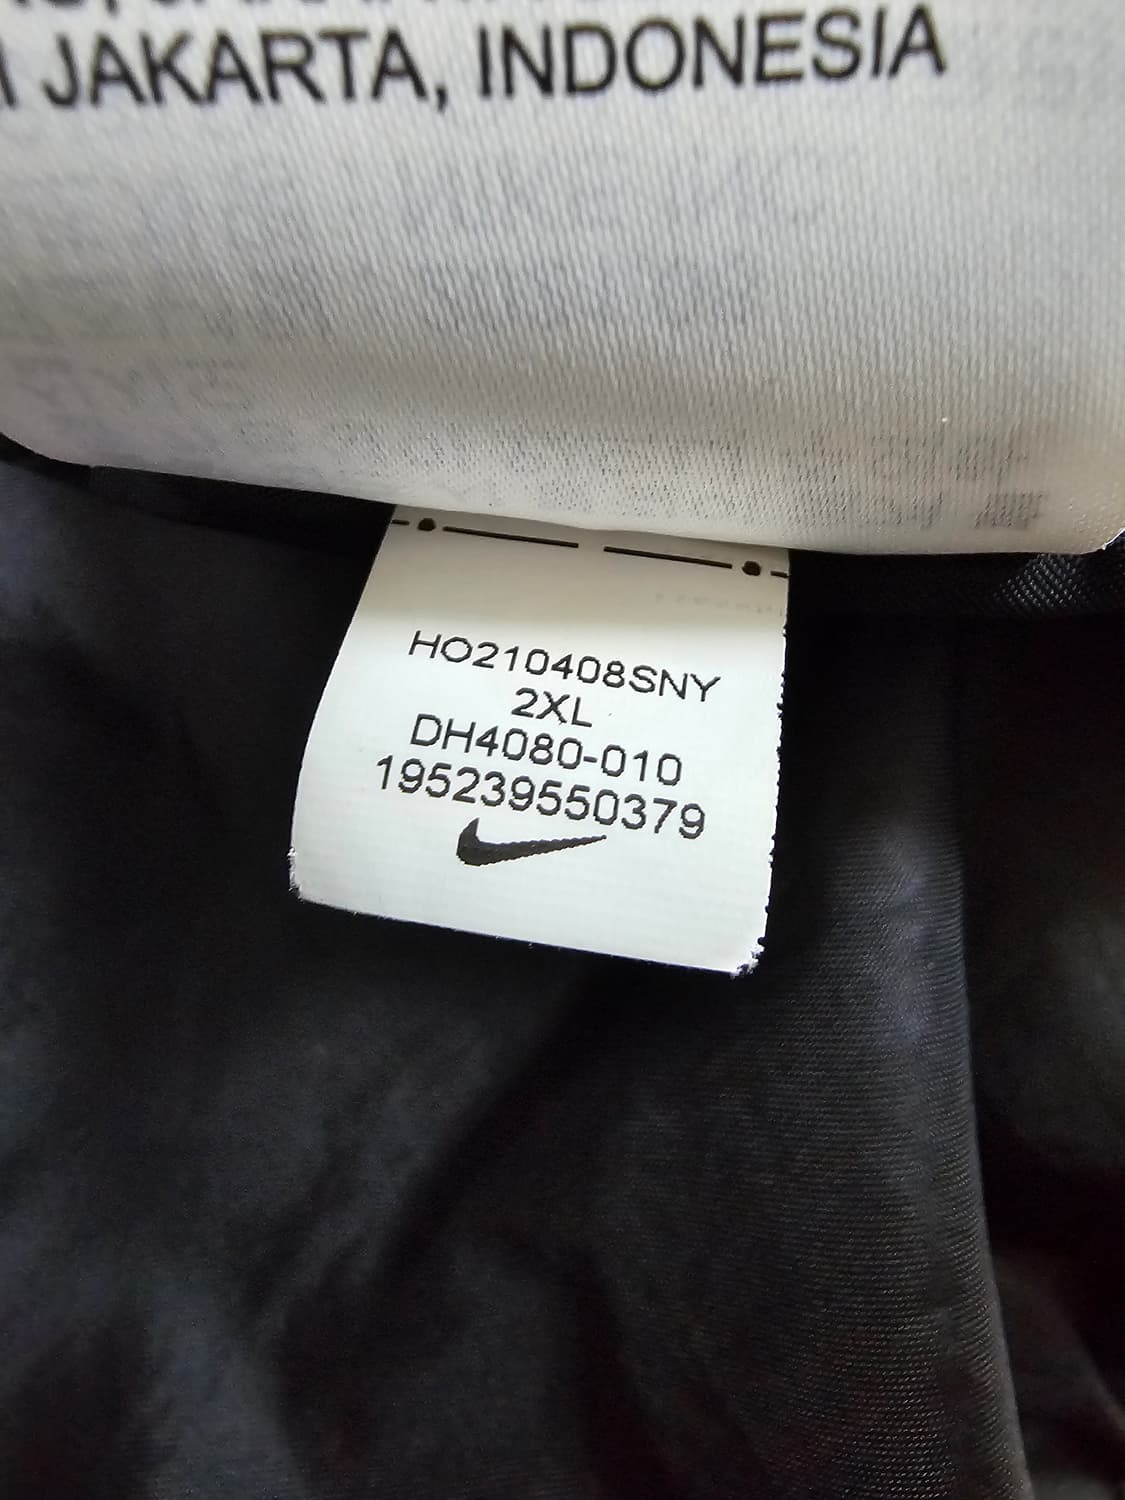 JAKARTA, INDONESIA
HO210408SNY
2XL
DH4080-010
195239550379